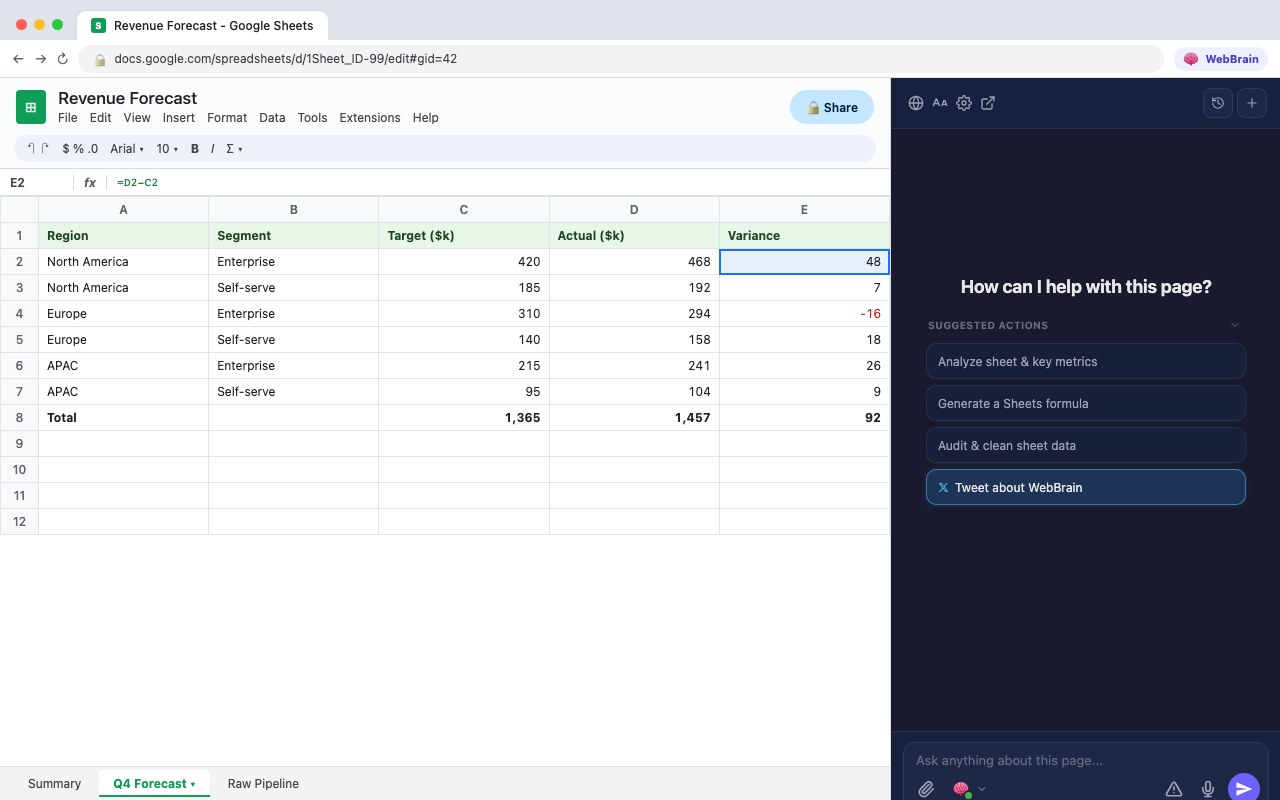 Revenue Forecast - Google Sheets
docs.google.com/spreadsheets/d/1Sheet_ID-99/edit#gid=42
WebBrain
Revenue Forecast
File Edit View Insert Format Data Tools Extensions Help
Share
$ % .0 Arial 10 B I Σ
E2 fx =D2-C2
A B C D E
1 Region Segment Target ($k) Actual ($k) Variance
2 North America Enterprise 420 468 48
3 North America Self-serve 185 192 7
4 Europe Enterprise 310 294 -16
5 Europe Self-serve 140 158 18
6 APAC Enterprise 215 241 26
7 APAC Self-serve 95 104 9
8 Total 1,365 1,457 92
9
10
11
12
Summary Q4 Forecast Raw Pipeline
How can I help with this page?
SUGGESTED ACTIONS
Analyze sheet & key metrics
Generate a Sheets formula
Audit & clean sheet data
𝕏 Tweet about WebBrain
Ask anything about this page...